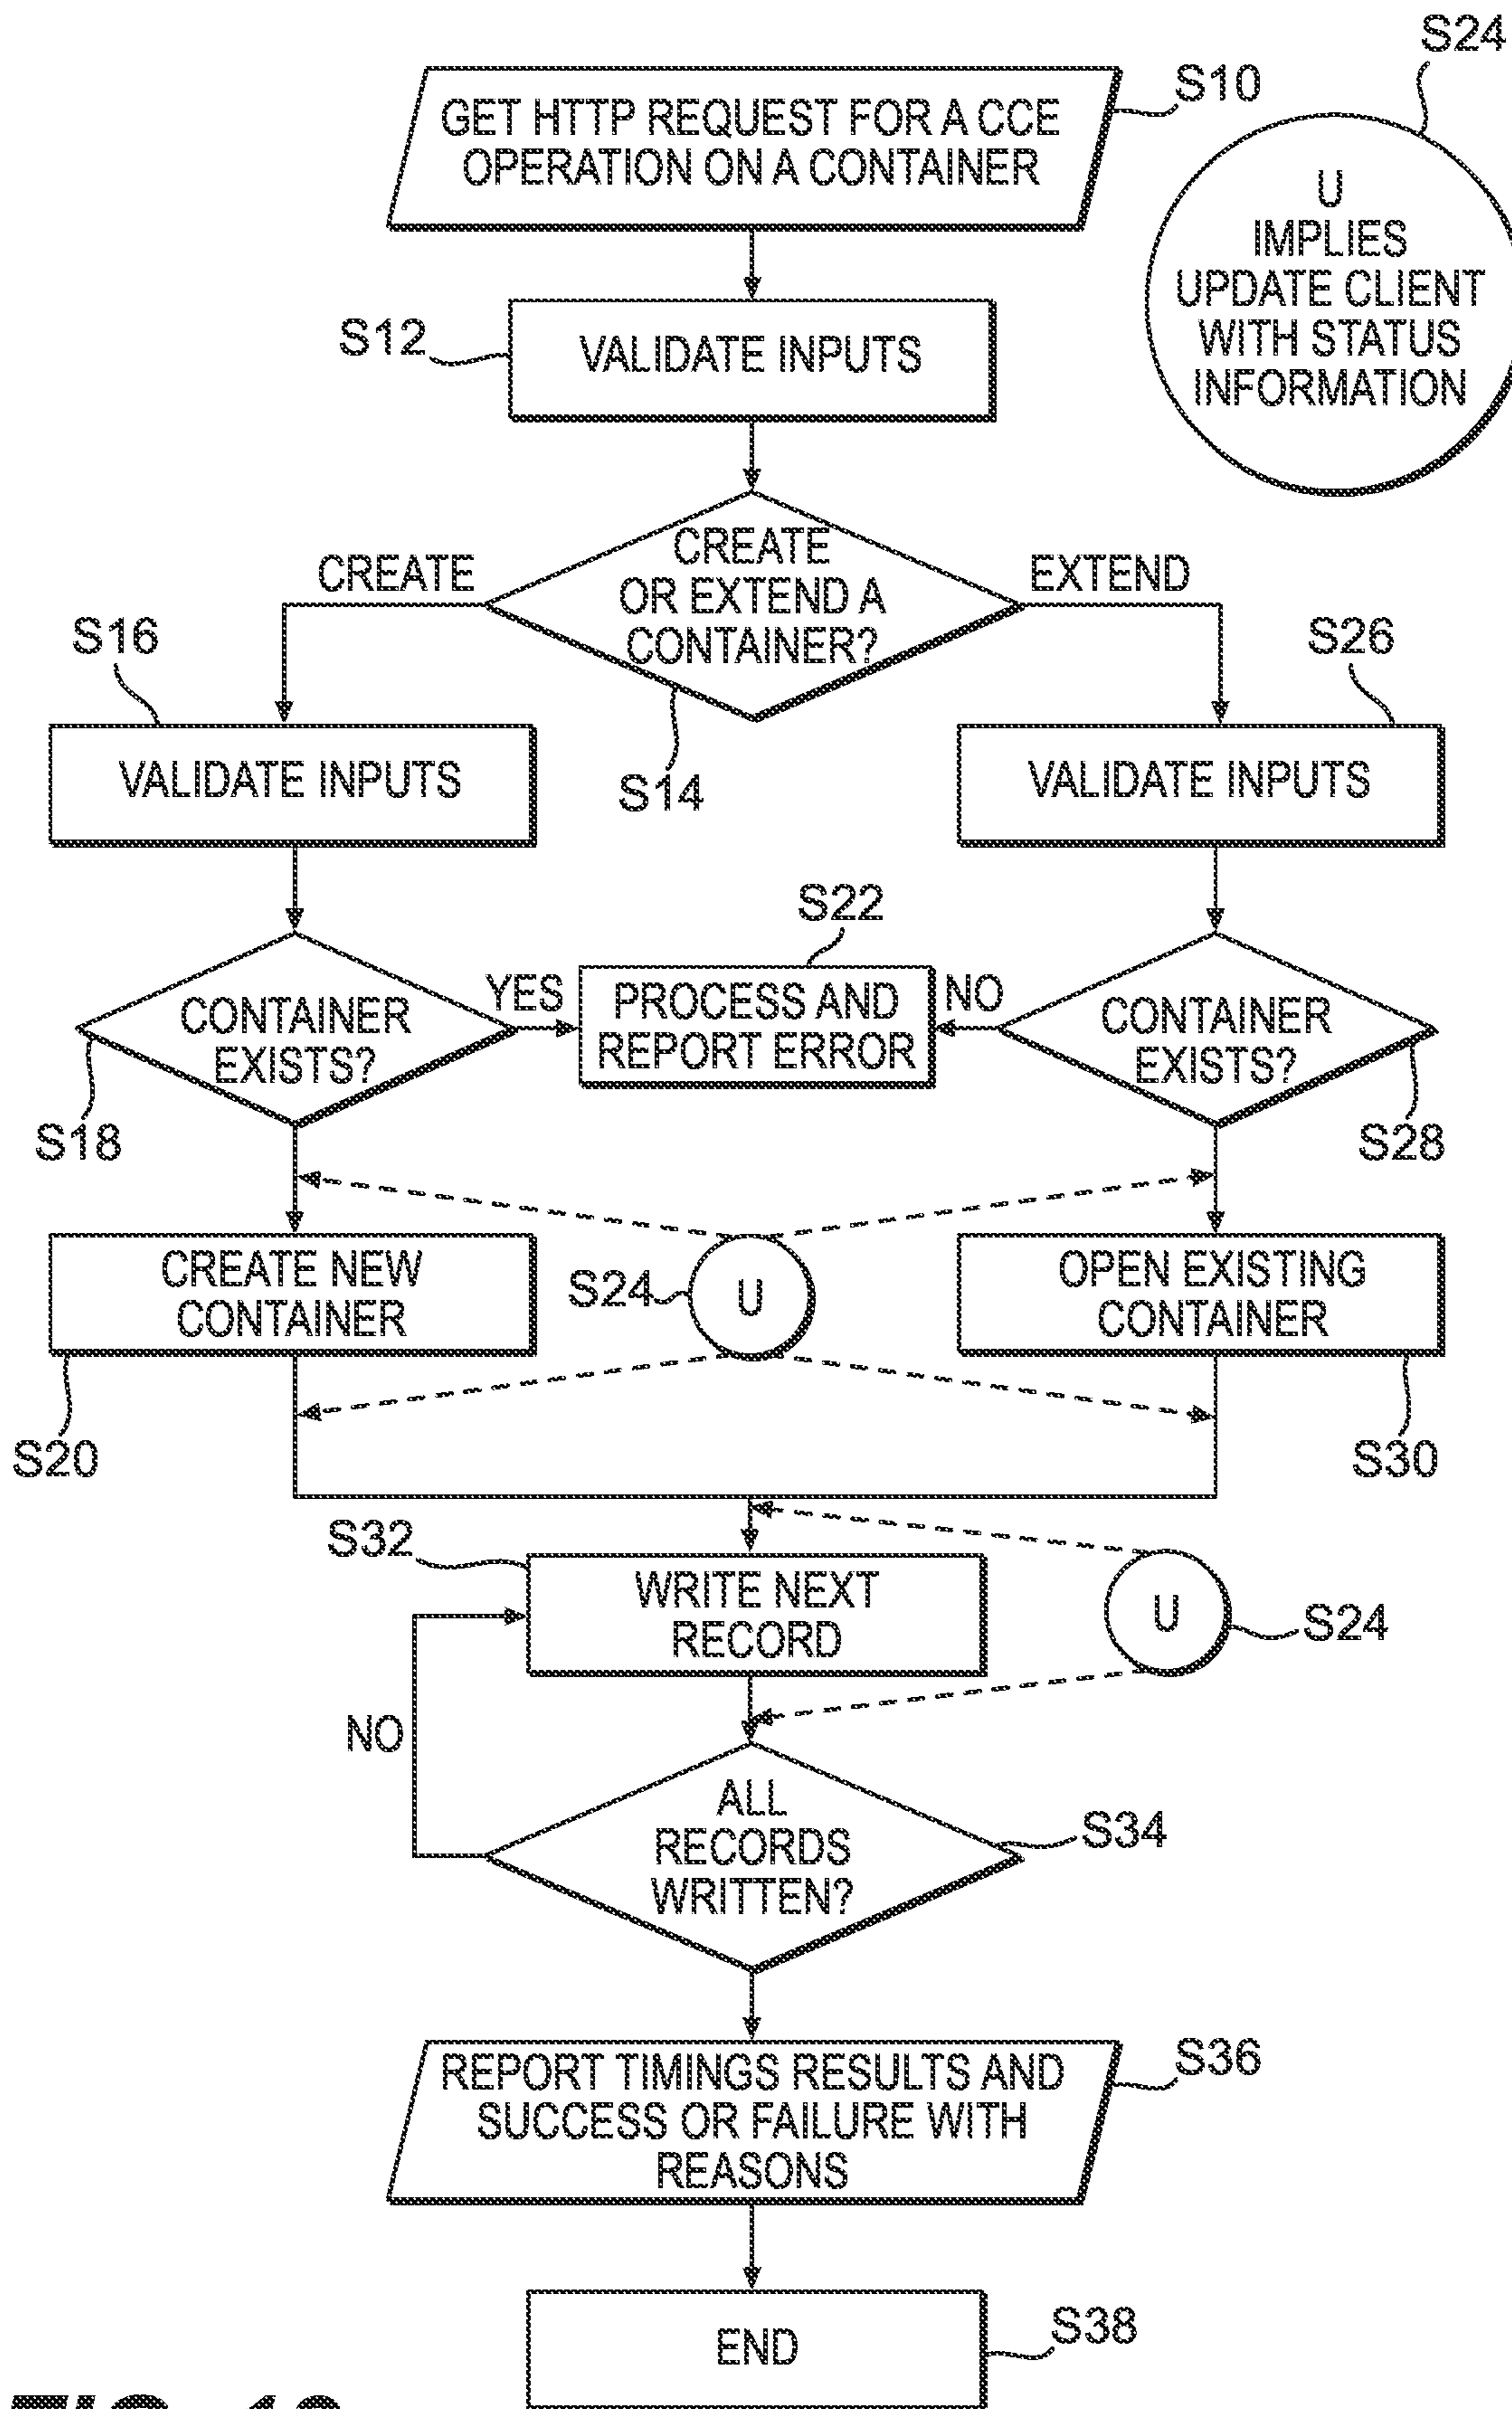 S24
S10
GET HTTP REQUEST FOR A CCE
OPERATION ON A CONTAINER
U
IMPLIES
UPDATE CLIENT
WITH STATUS
INFORMATION
S12
VALIDATE INPUTS
CREATE
CREATE
OR EXTEND A
CONTAINER?
EXTEND
S16
S26
VALIDATE INPUTS
S14
VALIDATE INPUTS
S22
CONTAINER
EXISTS?
YES
PROCESS AND
REPORT ERROR
NO
CONTAINER
EXISTS?
S18
S28
CREATE NEW
CONTAINER
S24
U
OPEN EXISTING
CONTAINER
S20
S30
S32
WRITE NEXT
RECORD
U
S24
NO
ALL
RECORDS
WRITTEN?
S34
REPORT TIMINGS RESULTS AND
SUCCESS OR FAILURE WITH
REASONS
S36
END
S38